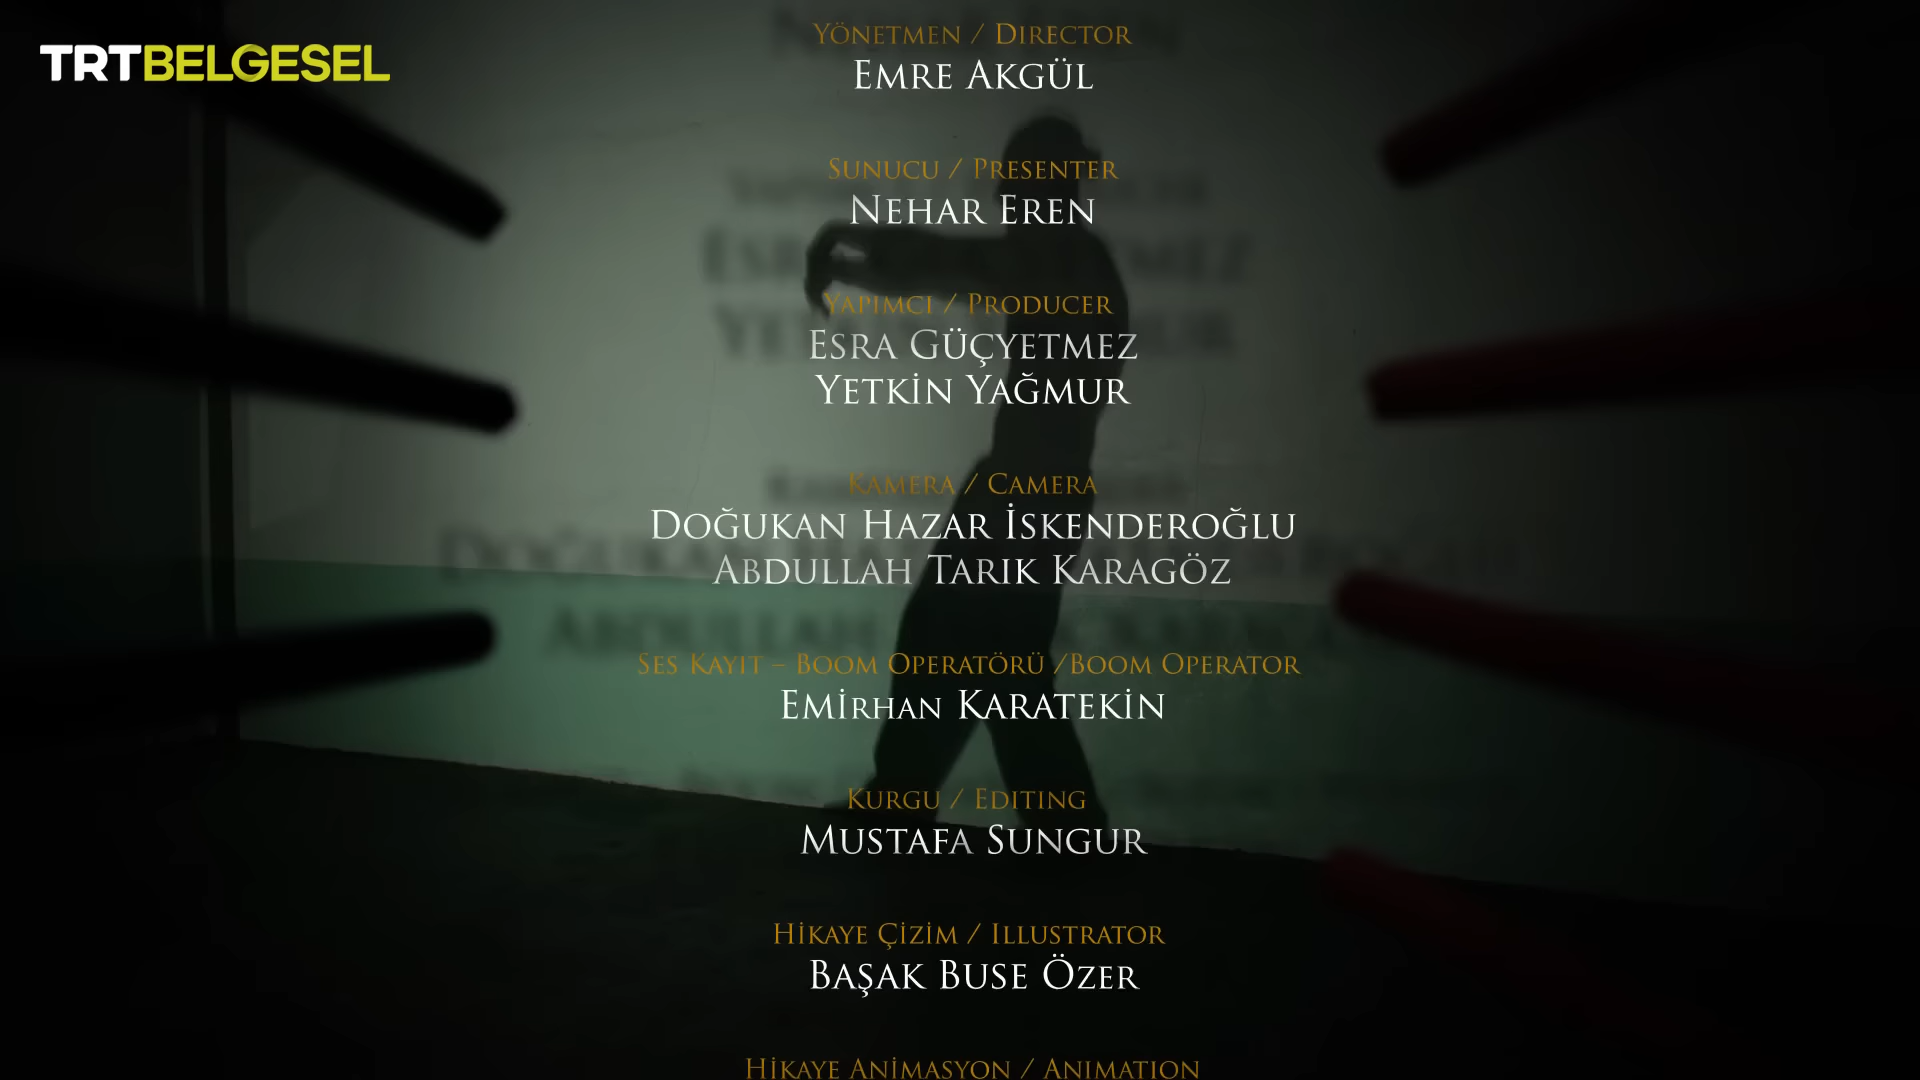 TRTBELGESEL
YÖNETMEN / DIRECTOR
EMRE AKGÜL
SUNUCU / PRESENTER
NEHAR EREN
YAPIMCI / PRODUCER
ESRA GÜÇYETMEZ
YETKİN YAĞMUR
KAMERA / CAMERA
DOĞUKAN HAZAR İSKENDEROĞLU
ABDULLAH TARIK KARAGÖZ
SES KAYIT – BOOM OPERATÖRÜ /BOOM OPERATOR
EMİRHAN KARATEKİN
KURGU / EDITING
MUSTAFA SUNGUR
HİKAYE ÇİZİM / ILLUSTRATOR
BAŞAK BUSE ÖZER
HİKAYE ANİMASYON / ANIMATION